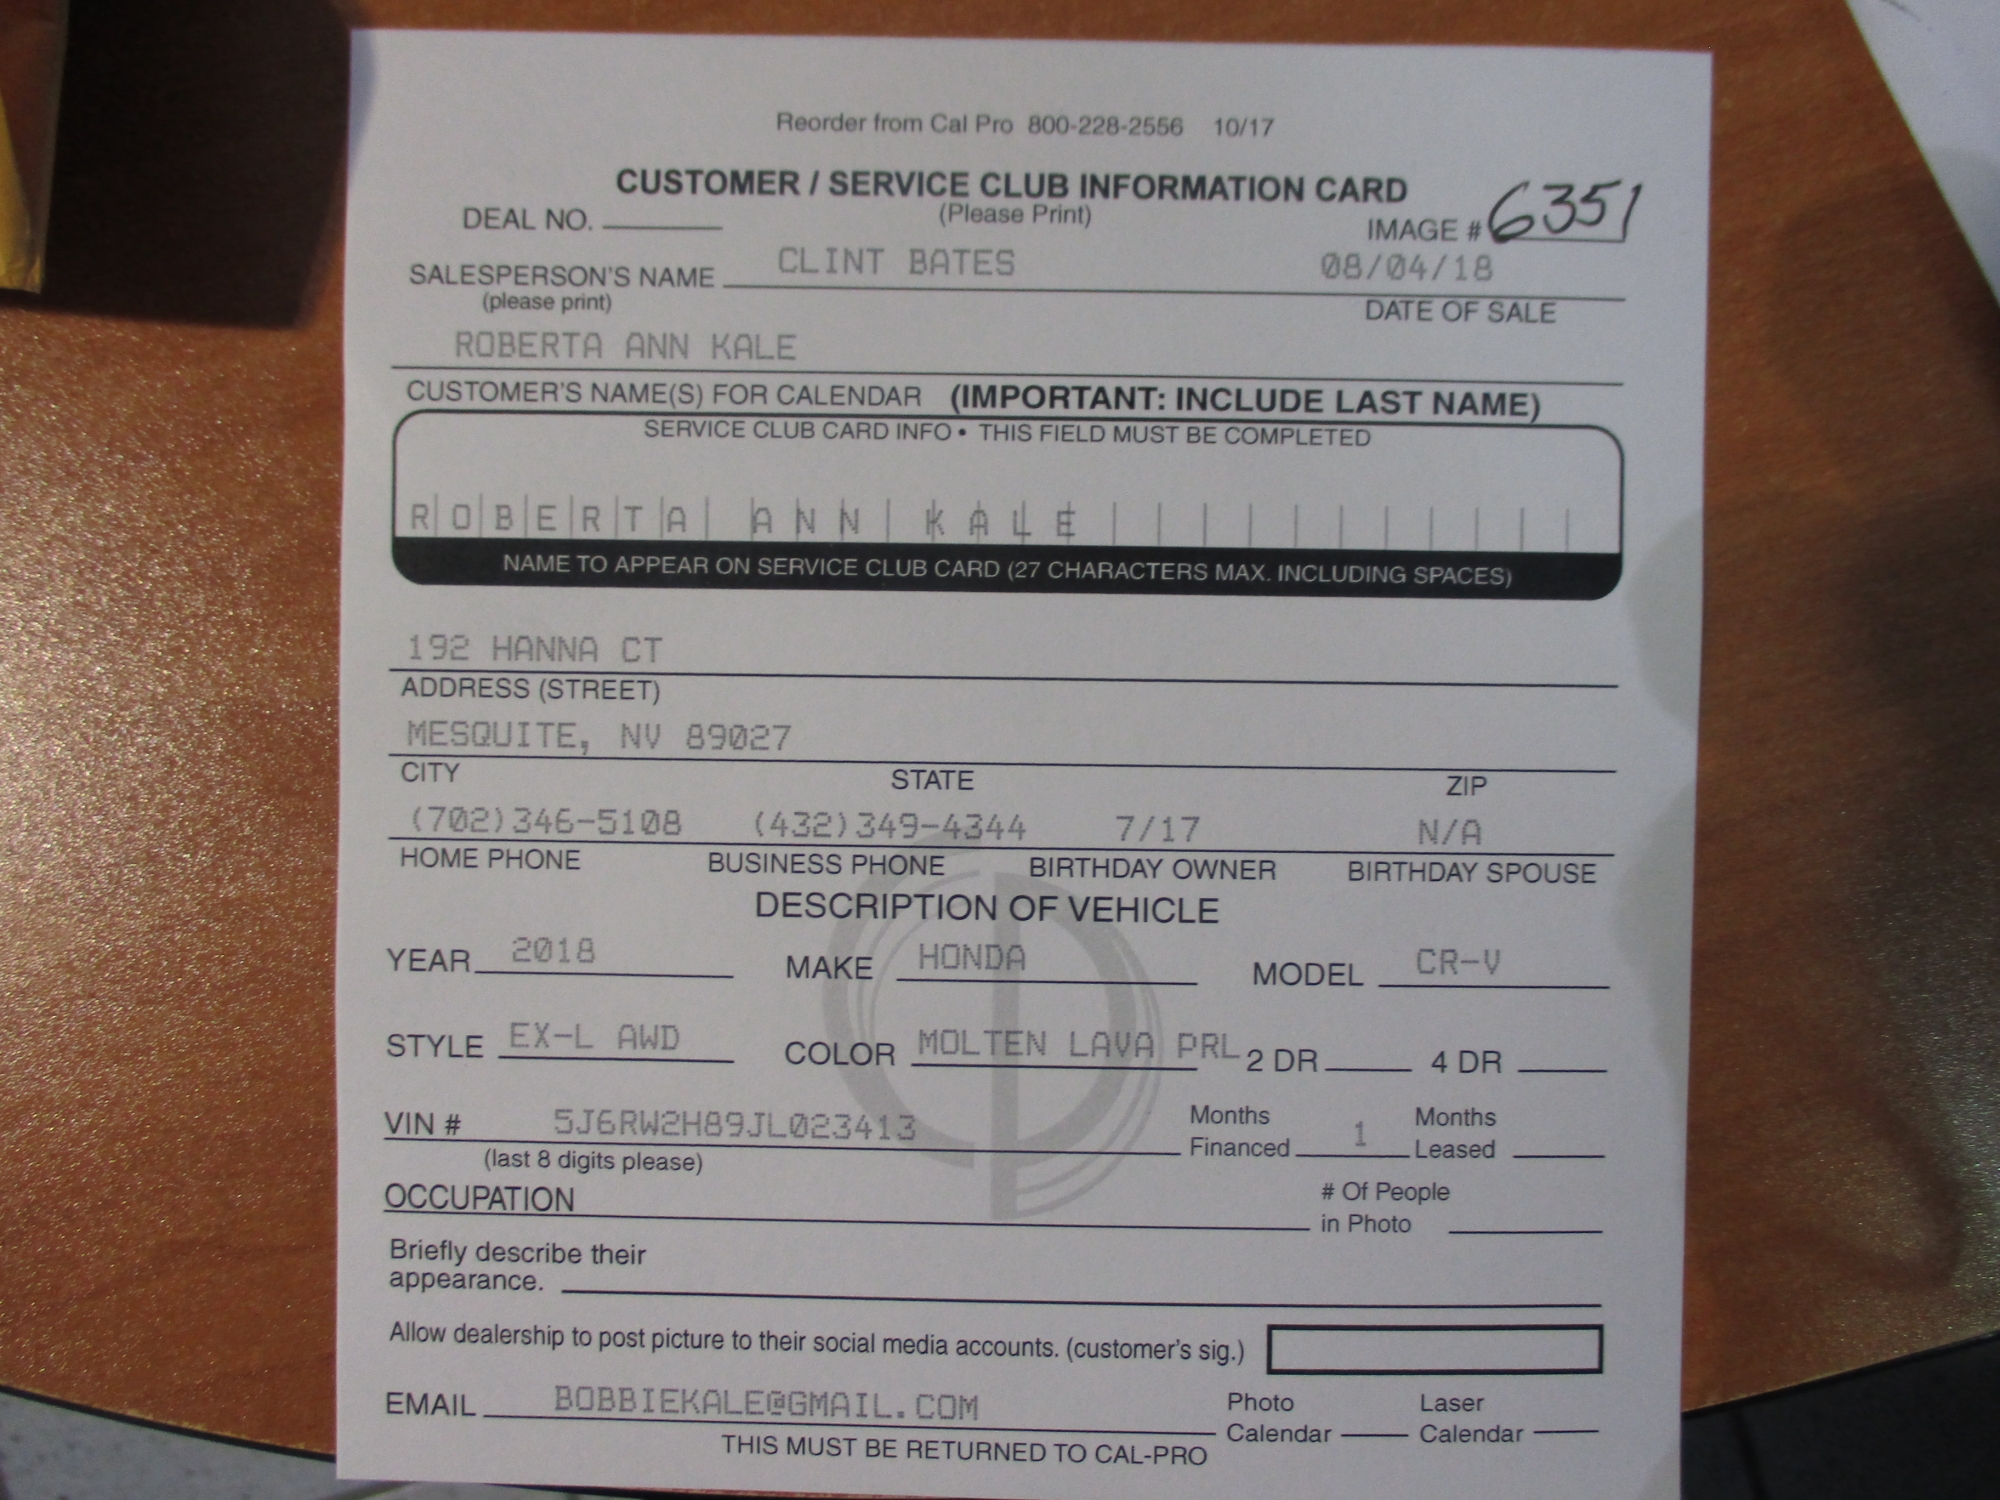 Reorder from Cal Pro 800-228-2556 10/17
CUSTOMER / SERVICE CLUB INFORMATION CARD
(Please Print)
DEAL NO. IMAGE # 6351
SALESPERSON'S NAME CLINT BATES 08/04/18
(please print) DATE OF SALE
ROBERTA ANN KALE
CUSTOMER'S NAME(S) FOR CALENDAR (IMPORTANT: INCLUDE LAST NAME)
SERVICE CLUB CARD INFO • THIS FIELD MUST BE COMPLETED
ROBERTA ANN KALE
NAME TO APPEAR ON SERVICE CLUB CARD (27 CHARACTERS MAX. INCLUDING SPACES)
192 HANNA CT
ADDRESS (STREET)
MESQUITE, NV 89027
CITY STATE ZIP
(702)346-5108 (432)349-4344 7/17 N/A
HOME PHONE BUSINESS PHONE BIRTHDAY OWNER BIRTHDAY SPOUSE
DESCRIPTION OF VEHICLE
YEAR 2018 MAKE HONDA MODEL CR-V
STYLE EX-L AWD COLOR MOLTEN LAVA PRL 2 DR 4 DR
VIN # 5J6RW2H89JL023413 Months Financed 1 Months Leased
(last 8 digits please)
OCCUPATION # Of People in Photo
Briefly describe their
appearance.
Allow dealership to post picture to their social media accounts. (customer's sig.)
EMAIL BOBBIEKALE@GMAIL.COM Photo Calendar Laser Calendar
THIS MUST BE RETURNED TO CAL-PRO